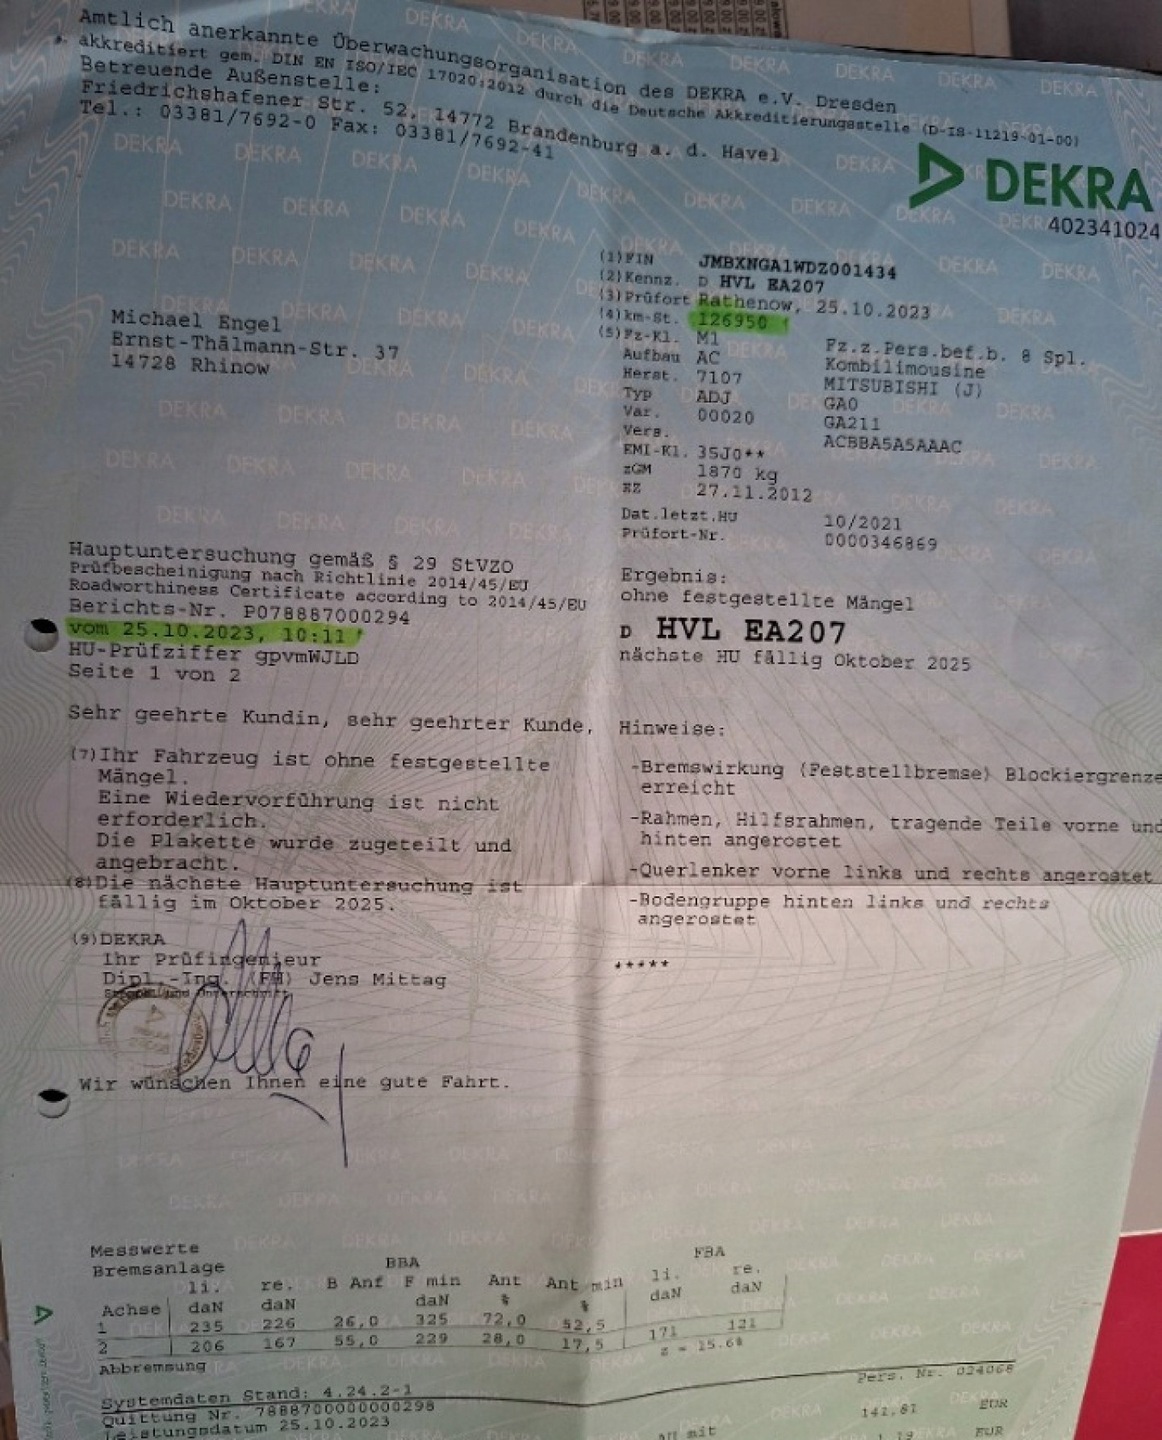 Amtlich anerkannte Überwachungsorganisation des DEKRA e.V. Dresden
akkreditiert gem. DIN EN ISO/IEC 17020:2012 durch die Deutsche Akkreditierungsstelle (D-IS-11219-01-00)
Betreuende Außenstelle:
Friedrichshafener Str. 52, 14772 Brandenburg a. d. Havel
Tel.: 03381/7692-0 Fax: 03381/7692-41
DEKRA
402341024
(1)FIN JMBXNGA1WDZ001434
(2)Kennz. D HVL EA207
(3)Prüfort Rathenow, 25.10.2023
(4)km-St. 126950
(5)Fz-Kl. M1 Fz.z.Pers.bef.b. 8 Spl.
Aufbau AC Kombilimousine
Herst. 7107 MITSUBISHI (J)
Typ ADJ GA0
Var. 00020 GA211
Vers. ACBBA5A5AAAC
EMI-Kl. 35J0**
zGM 1870 kg
EZ 27.11.2012
Dat.letzt.HU 10/2021
Prüfort-Nr. 0000346869
Michael Engel
Ernst-Thälmann-Str. 37
14728 Rhinow
Hauptuntersuchung gemäß § 29 StVZO
Prüfbescheinigung nach Richtlinie 2014/45/EU
Roadworthiness Certificate according to 2014/45/EU
Berichts-Nr. P078887000294
vom 25.10.2023, 10:11
HU-Prüfziffer gpvmWJLD
Seite 1 von 2
Ergebnis:
ohne festgestellte Mängel
D HVL EA207
nächste HU fällig Oktober 2025
Sehr geehrte Kundin, sehr geehrter Kunde,
(7)Ihr Fahrzeug ist ohne festgestellte
Mängel.
Eine Wiedervorführung ist nicht
erforderlich.
Die Plakette wurde zugeteilt und
angebracht.
(8)Die nächste Hauptuntersuchung ist
fällig im Oktober 2025.
(9)DEKRA
Ihr Prüfingenieur
Dipl.-Ing. (FH) Jens Mittag
Stempel und Unterschrift
Wir wünschen Ihnen eine gute Fahrt.
Hinweise:
-Bremswirkung (Feststellbremse) Blockiergrenze
erreicht
-Rahmen, Hilfsrahmen, tragende Teile vorne und
hinten angerostet
-Querlenker vorne links und rechts angerostet
-Bodengruppe hinten links und rechts
angerostet
*****
Messwerte
Bremsanlage BBA FBA
li. re. B Anf F min Ant Ant min li. re.
Achse daN daN daN % % daN daN
1 235 226 26,0 325 72,0 52,5
2 206 167 55,0 229 28,0 17,5 171 121
Abbremsung z = 15.6%
Pers. Nr. 024068
Systemdaten Stand: 4.24.2-1
Quittung Nr. 7888700000000298 142,81 EUR
Leistungsdatum 25.10.2023 mit 1,19 EUR